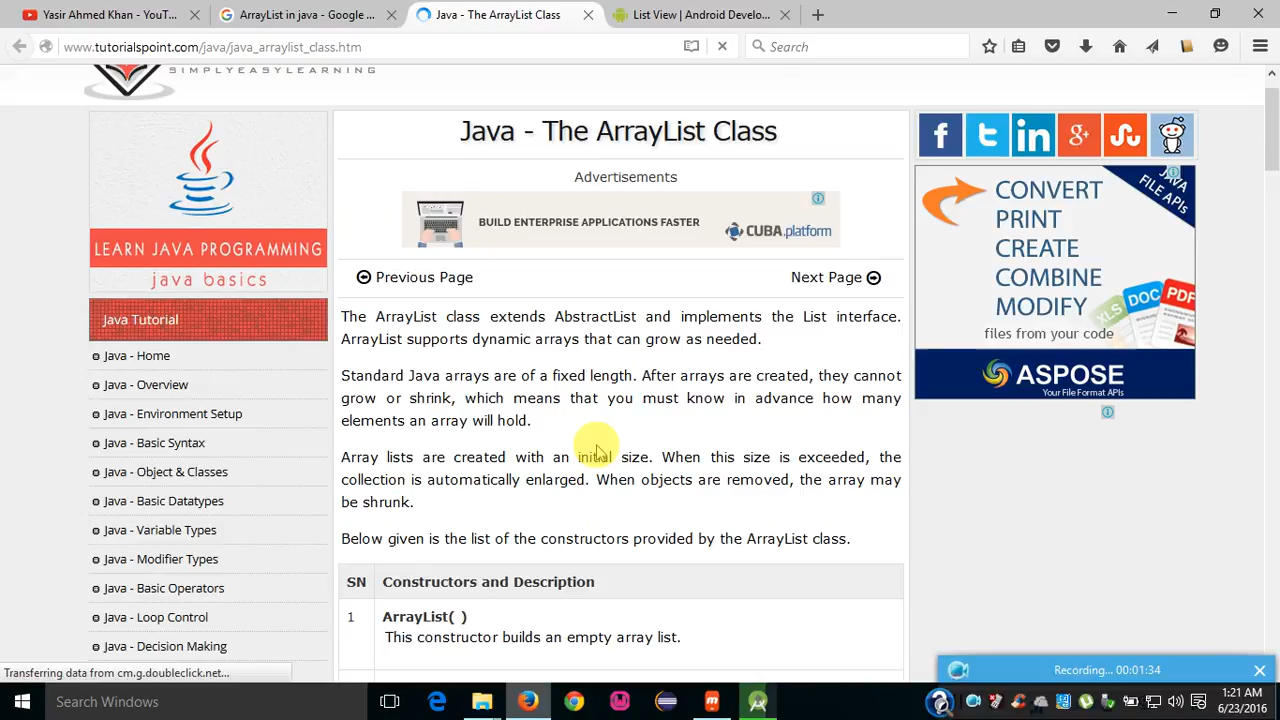 Yasir Ahmed Khan - YouT...
ArrayList in java - Google ...
Java - The ArrayList Class
List View | Android Develo...
www.tutorialspoint.com/java/java_arraylist_class.htm
Search
SIMPLYEASYLEARNING
LEARN JAVA PROGRAMMING
java basics
Java Tutorial
Java - Home
Java - Overview
Java - Environment Setup
Java - Basic Syntax
Java - Object & Classes
Java - Basic Datatypes
Java - Variable Types
Java - Modifier Types
Java - Basic Operators
Java - Loop Control
Java - Decision Making
Java - The ArrayList Class
Advertisements
BUILD ENTERPRISE APPLICATIONS FASTER
CUBA.platform
Previous Page
Next Page
The ArrayList class extends AbstractList and implements the List interface.
ArrayList supports dynamic arrays that can grow as needed.
Standard Java arrays are of a fixed length. After arrays are created, they cannot
grow or shrink, which means that you must know in advance how many
elements an array will hold.
Array lists are created with an initial size. When this size is exceeded, the
collection is automatically enlarged. When objects are removed, the array may
be shrunk.
Below given is the list of the constructors provided by the ArrayList class.
SN Constructors and Description
1 ArrayList( )
This constructor builds an empty array list.
CONVERT
PRINT
CREATE
COMBINE
MODIFY
files from your code
JAVA
FILE APIs
DOC
PDF
ASPOSE
Your File Format APIs
Transferring data from cm.g.doubleclick.net...
Recording... 00:01:34
Search Windows
1:21 AM
6/23/2016